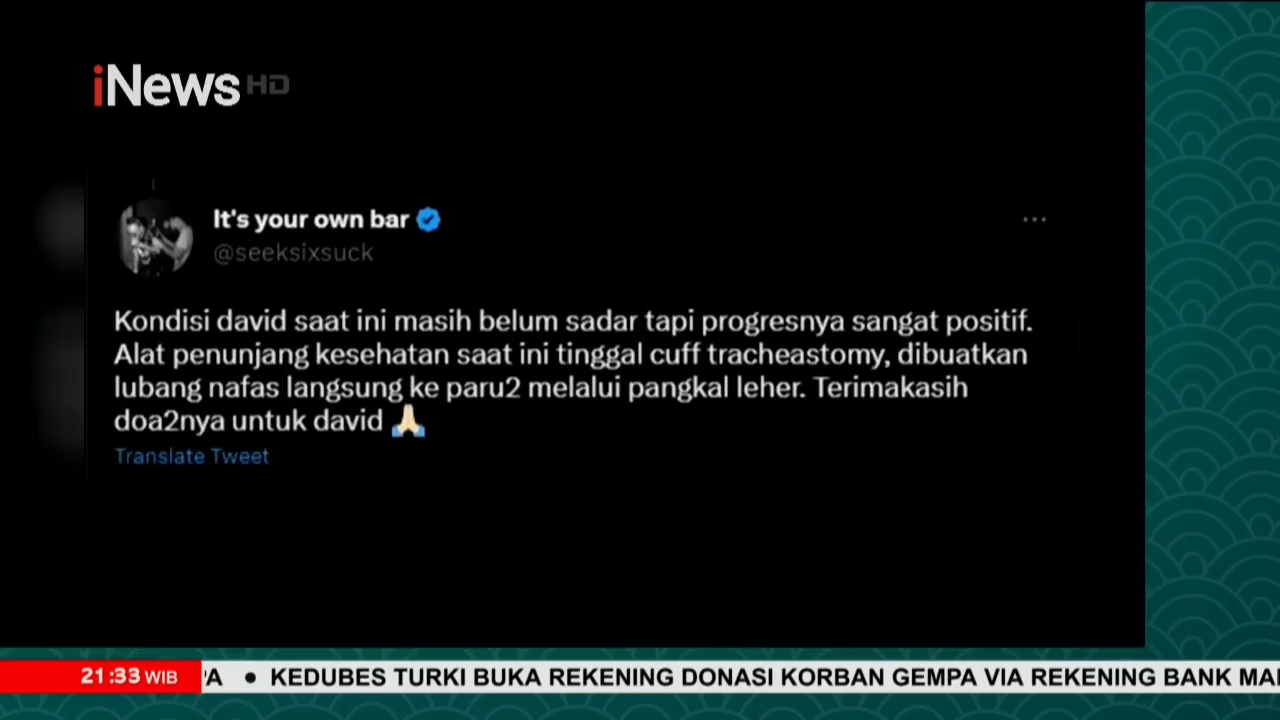 iNews HD
It's your own bar
@seeksixsuck
Kondisi david saat ini masih belum sadar tapi progresnya sangat positif.
Alat penunjang kesehatan saat ini tinggal cuff tracheastomy, dibuatkan
lubang nafas langsung ke paru2 melalui pangkal leher. Terimakasih
doa2nya untuk david 🙏🏻
Translate Tweet
21:33 WIB • KEDUBES TURKI BUKA REKENING DONASI KORBAN GEMPA VIA REKENING BANK